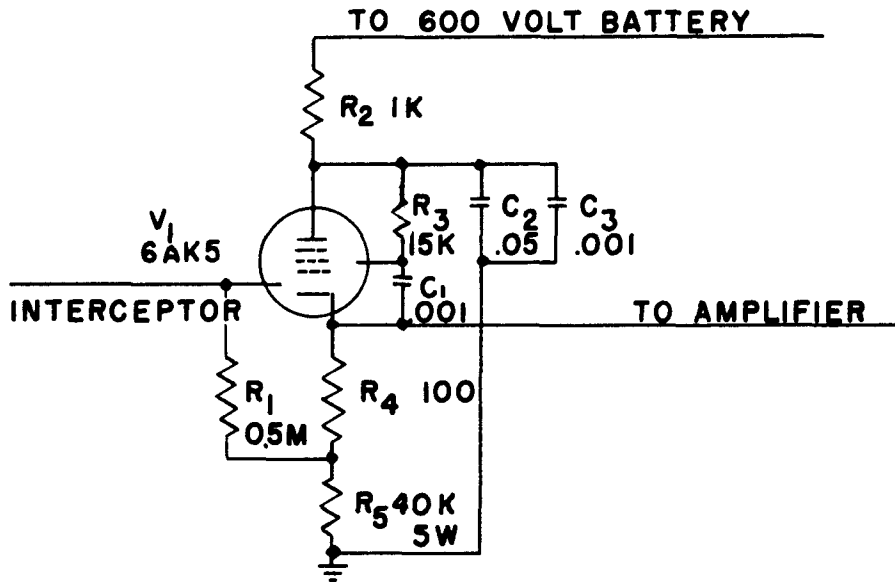 TO 600 VOLT BATTERY
R2 1K
V1
6AK5
R3
15K
C2
.05
C3
.001
C1
.001
INTERCEPTOR
TO AMPLIFIER
R1
0.5M
R4 100
R5 40K
5W